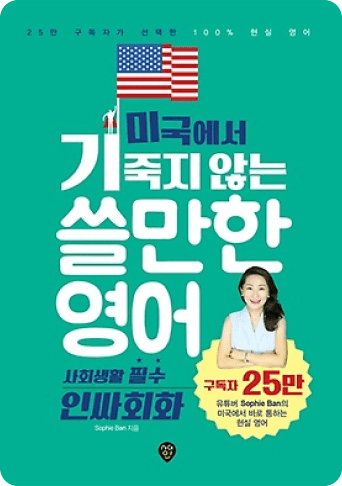 25만 구독자가 선택한 100% 현실 영어
미국에서
기죽지 않는
쓸만한
영어
사회생활 필수
인싸회화
Sophie Ban 지음
구독자 25만
유튜버 Sophie Ban의
미국에서 바로 통하는
현실 영어